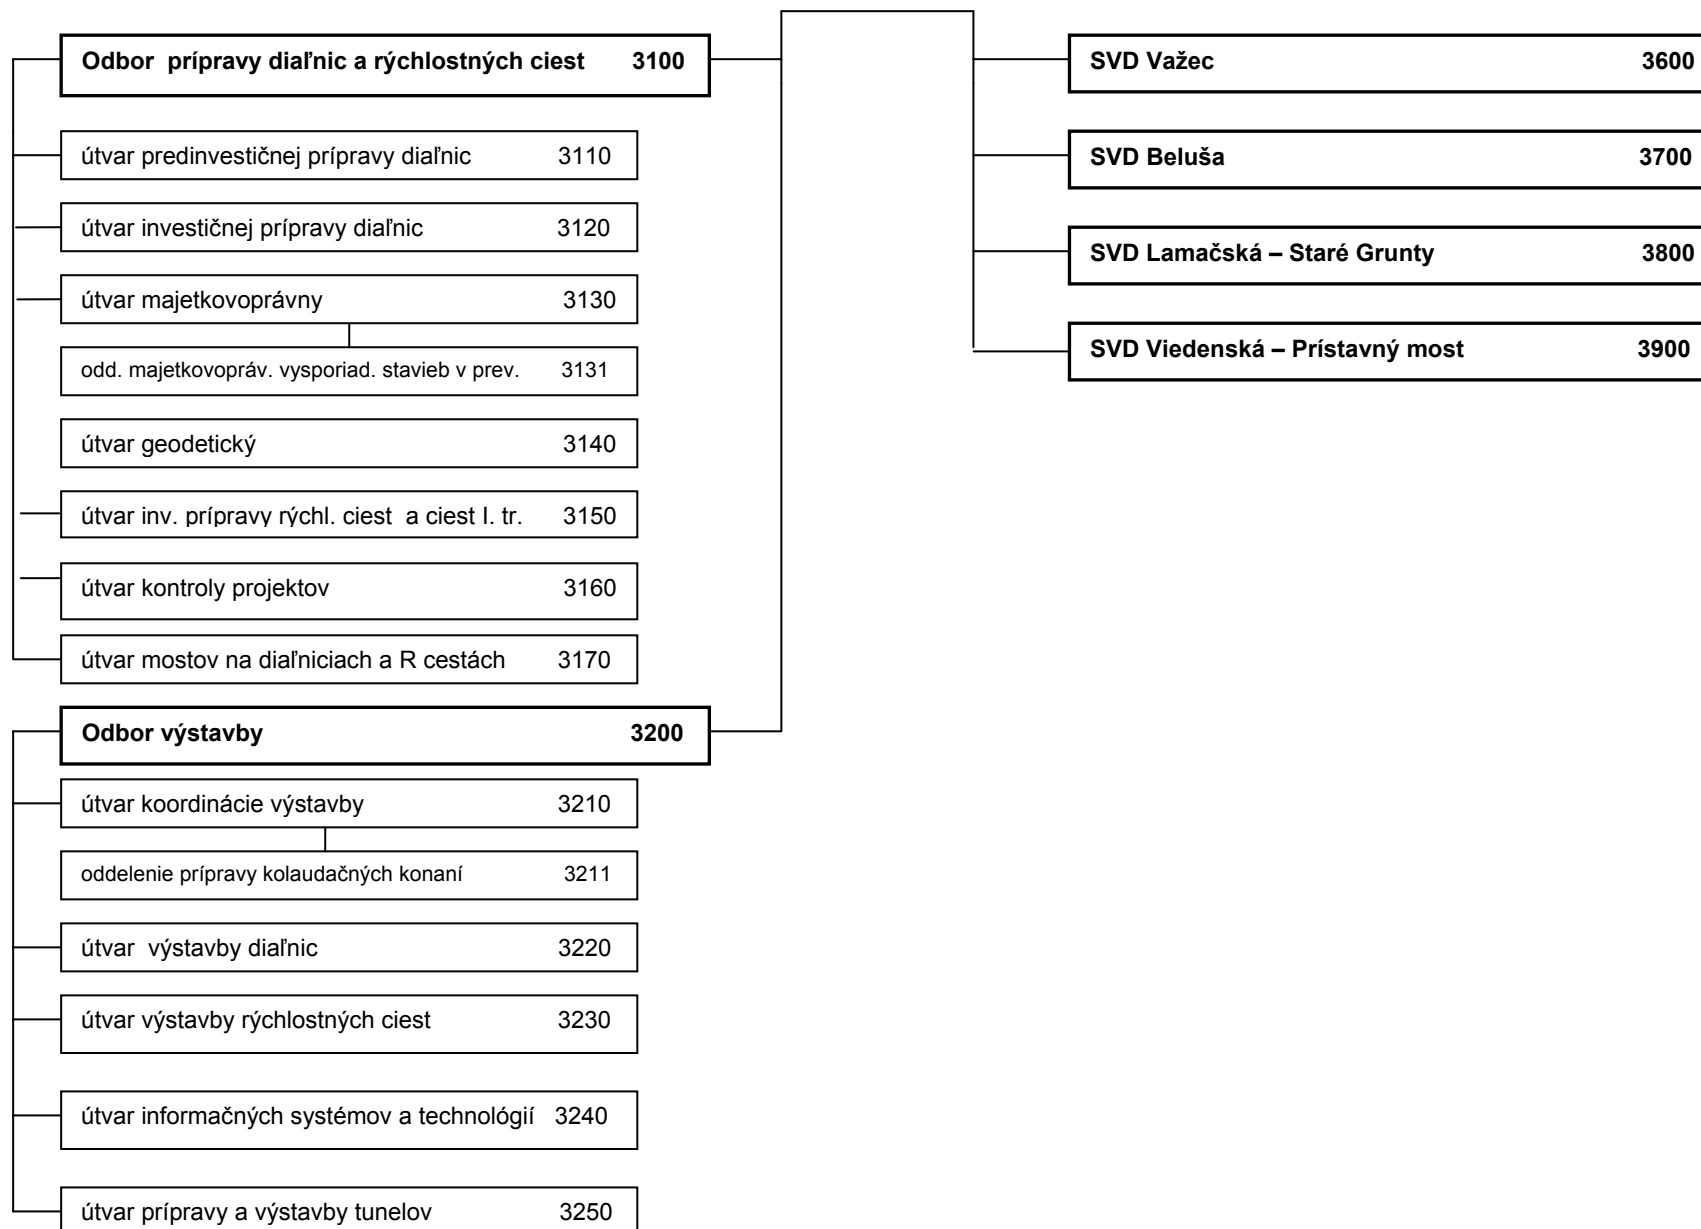 Odbor prípravy diaľnic a rýchlostných ciest 3100
útvar predinvestičnej prípravy diaľnic 3110
útvar investičnej prípravy diaľnic 3120
útvar majetkovoprávny 3130
odd. majetkovopráv. vysporiad. stavieb v prev. 3131
útvar geodetický 3140
útvar inv. prípravy rýchl. ciest a ciest I. tr. 3150
útvar kontroly projektov 3160
útvar mostov na diaľniciach a R cestách 3170
Odbor výstavby 3200
útvar koordinácie výstavby 3210
oddelenie prípravy kolaudačných konaní 3211
útvar výstavby diaľnic 3220
útvar výstavby rýchlostných ciest 3230
útvar informačných systémov a technológií 3240
útvar prípravy a výstavby tunelov 3250
SVD Važec 3600
SVD Beluša 3700
SVD Lamačská – Staré Grunty 3800
SVD Viedenská – Prístavný most 3900